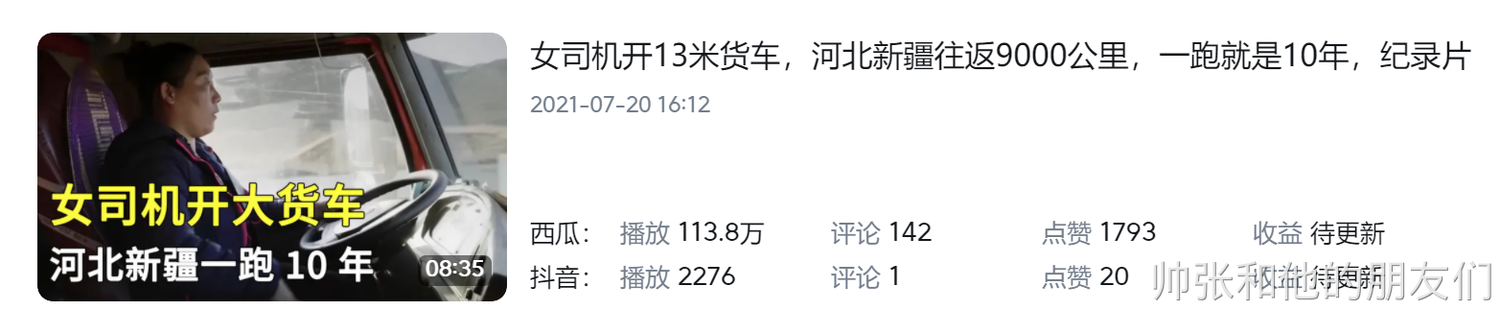 女司机开大货车
河北新疆一跑 10 年
08:35
女司机开13米货车，河北新疆往返9000公里，一跑就是10年，纪录片
2021-07-20 16:12
西瓜： 播放 113.8万 评论 142 点赞 1793 收益 待更新
抖音： 播放 2276 评论 1 点赞 20 收益 待更新
帅张和他的朋友们